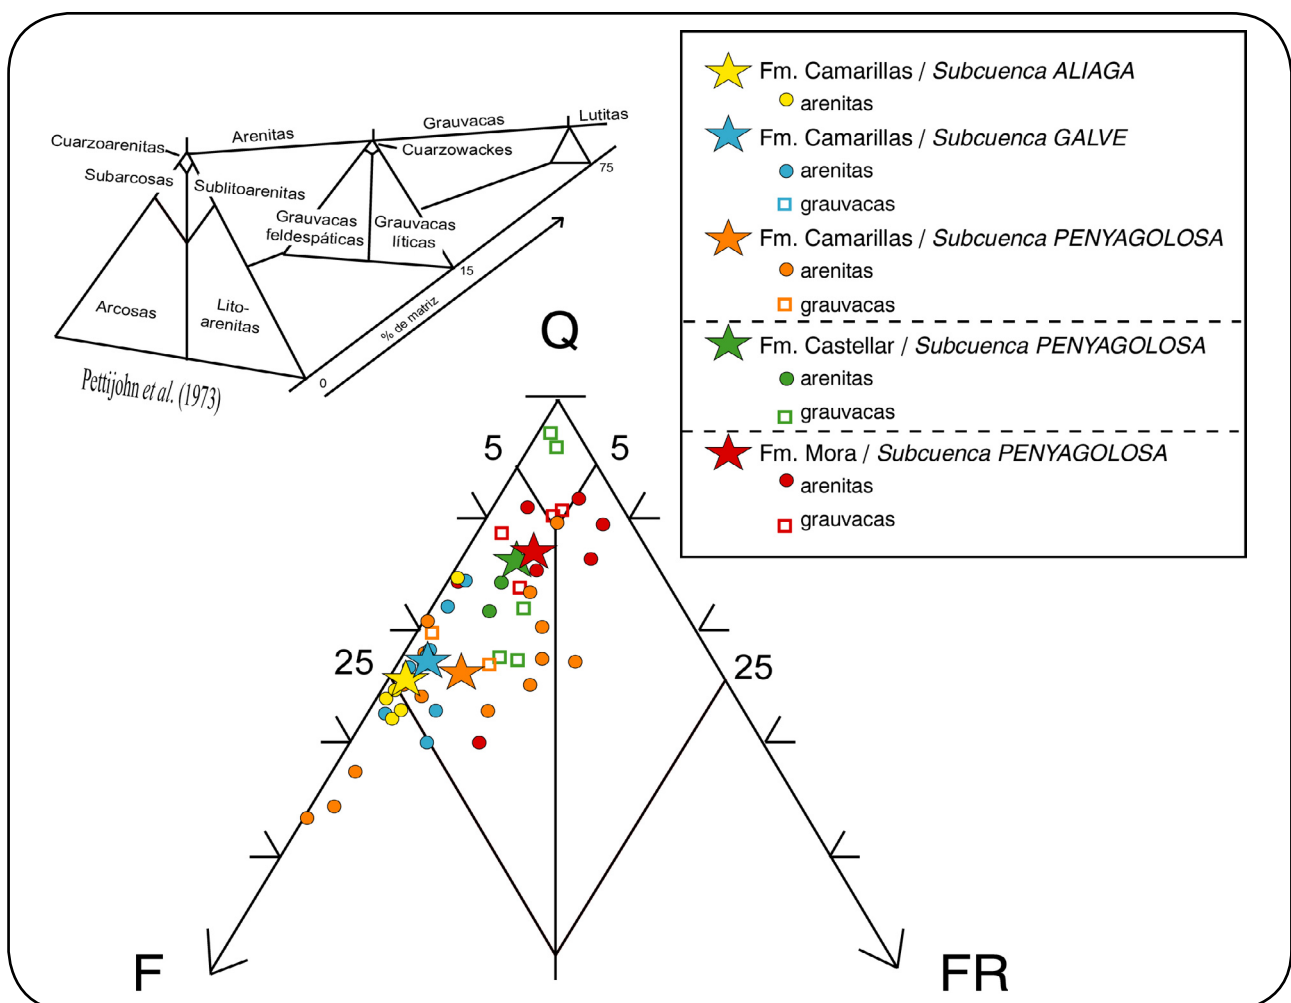 Cuarzoarenitas
Arenitas
Grauvacas
Lutitas
Cuarzowackes
Subarcosas
Sublitoarenitas
75
Grauvacas
feldespáticas
Grauvacas
líticas
15
Arcosas
Lito-
arenitas
% de matriz
0
Pettijohn et al. (1973)
Fm. Camarillas / Subcuenca ALIAGA
arenitas
Fm. Camarillas / Subcuenca GALVE
arenitas
grauvacas
Fm. Camarillas / Subcuenca PENYAGOLOSA
arenitas
grauvacas
Fm. Castellar / Subcuenca PENYAGOLOSA
arenitas
grauvacas
Fm. Mora / Subcuenca PENYAGOLOSA
arenitas
grauvacas
Q
5
5
25
25
F
FR